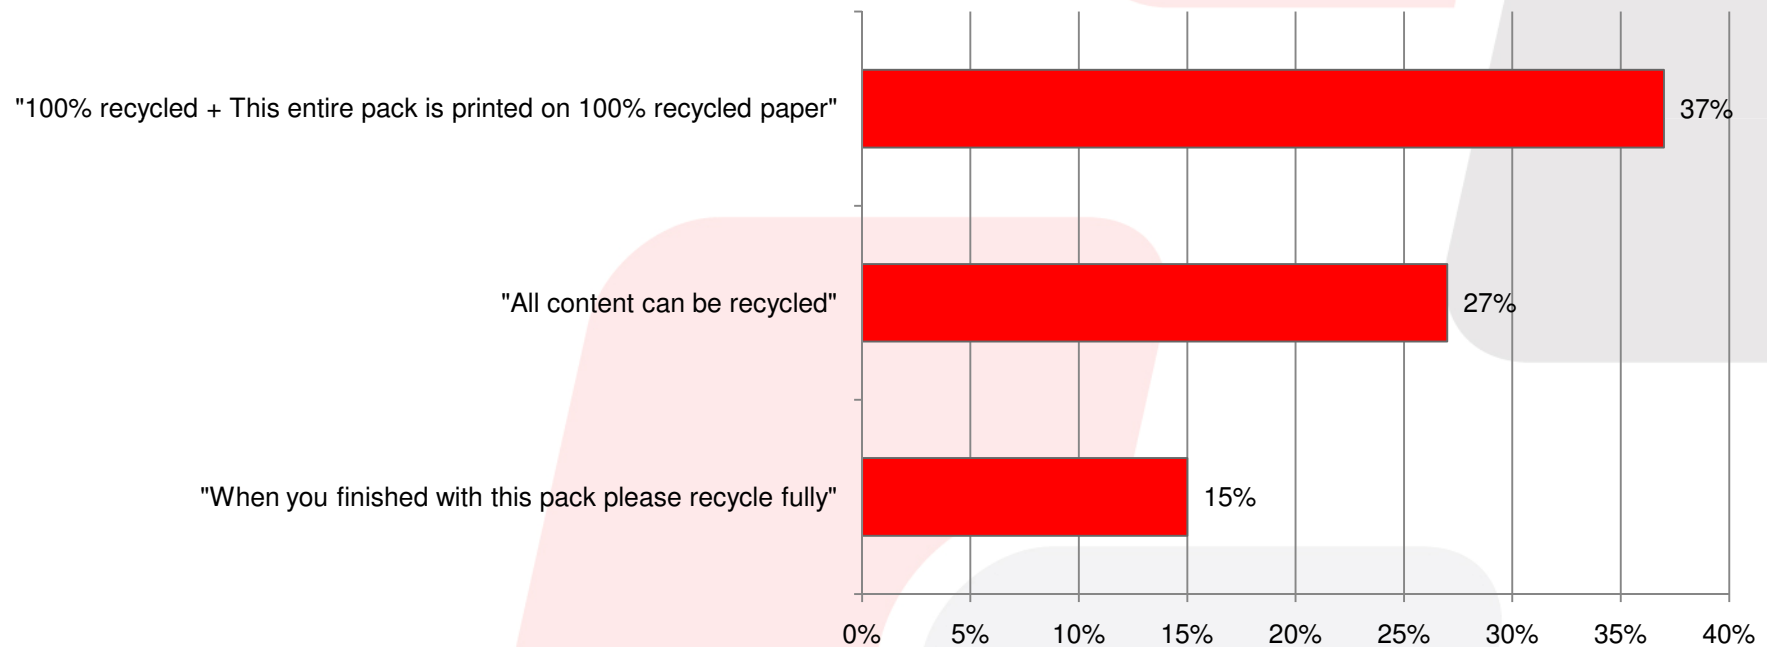 "100% recycled + This entire pack is printed on 100% recycled paper"
37%
"All content can be recycled"
27%
"When you finished with this pack please recycle fully"
15%
0% 5% 10% 15% 20% 25% 30% 35% 40%